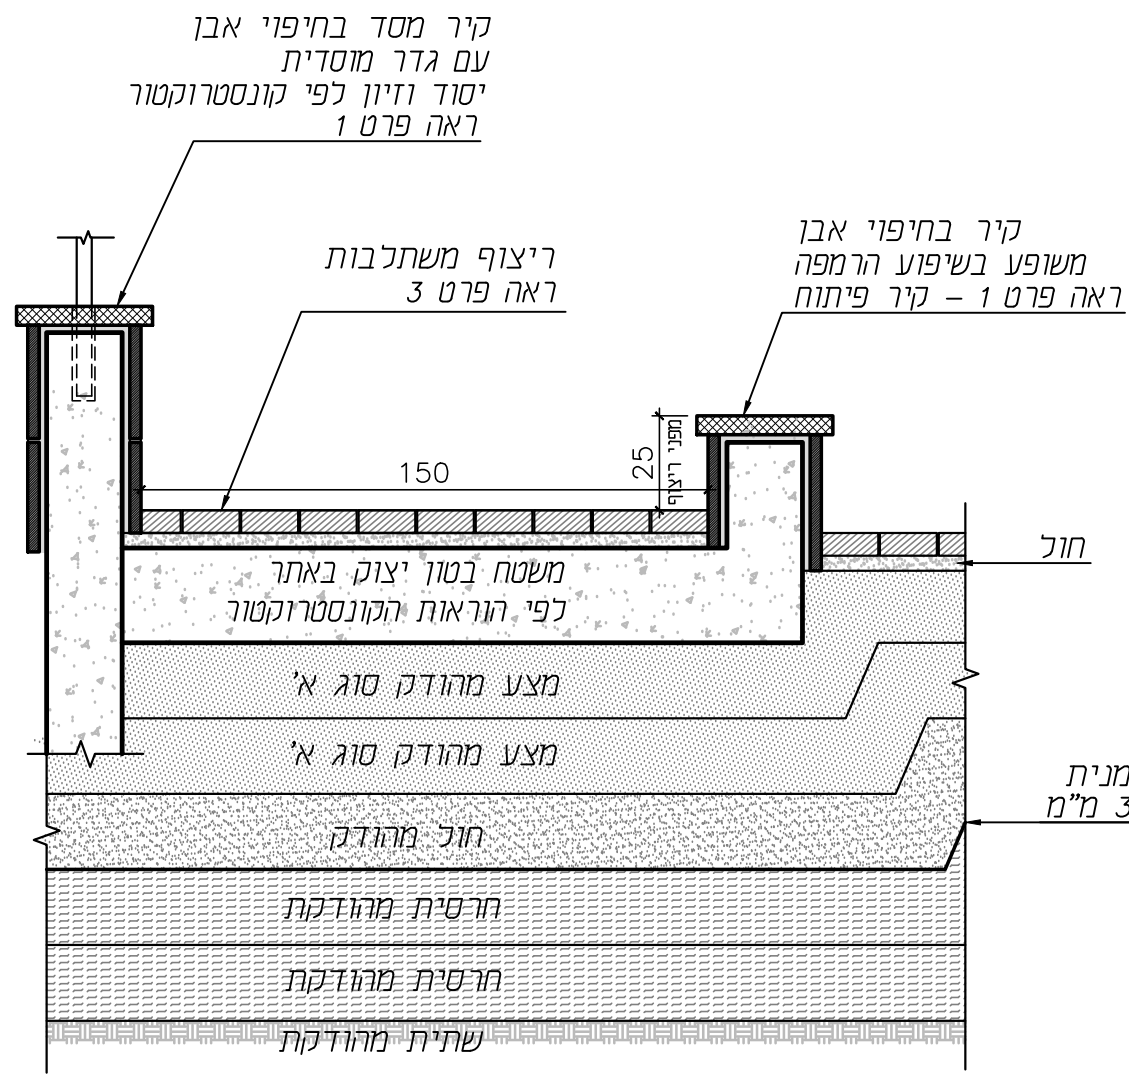 קיר מסד בחיפוי אבן
עם גדר מוסדית
יסוד וזיון לפי קונסטרוקטור
ראה פרט 1
קיר בחיפוי אבן
משופע בשיפוע הרמפה
ראה פרט 1 - קיר פיתוח
ריצוף משתלבות
ראה פרט 3
150
25
מפני ריצוף
חול
משטח בטון יצוק באתר
לפי הוראות הקונסטרוקטור
מצע מהודק סוג א'
מצע מהודק סוג א'
מנית
3 מ"מ
חול מהודק
חרסית מהודקת
חרסית מהודקת
שתית מהודקת